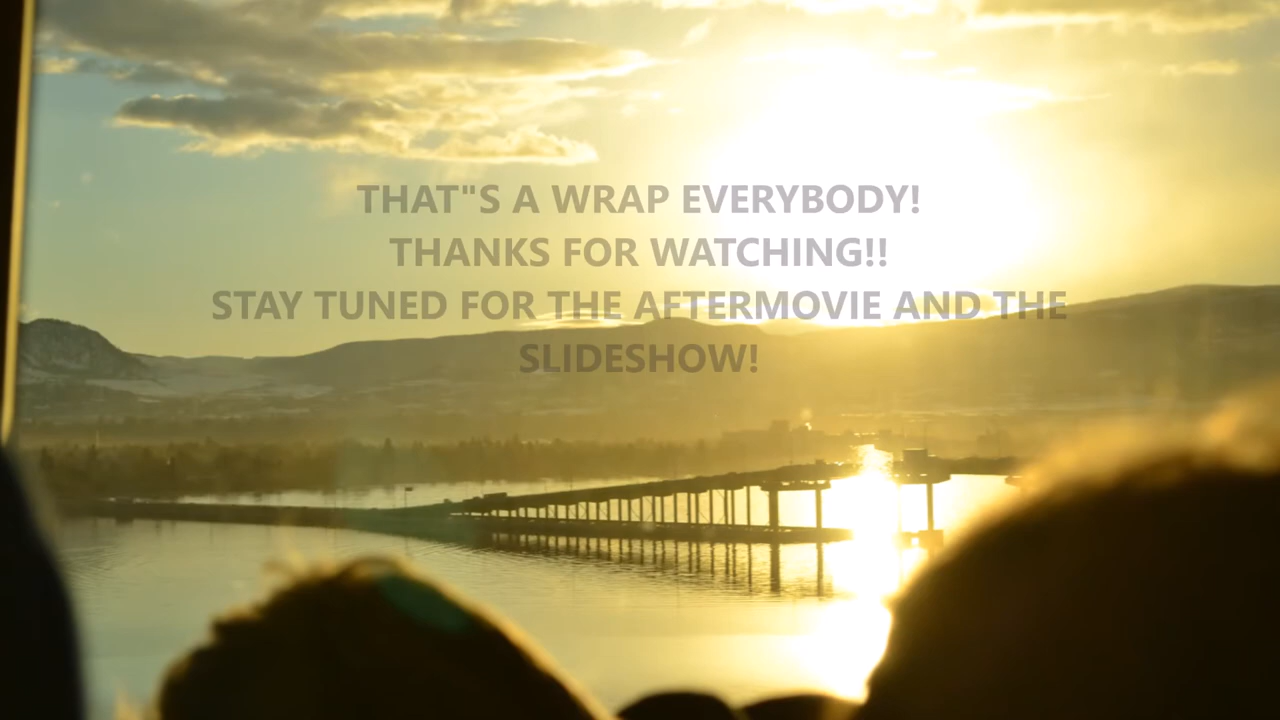 THAT"S A WRAP EVERYBODY!
THANKS FOR WATCHING!!
STAY TUNED FOR THE AFTERMOVIE AND THE
SLIDESHOW!